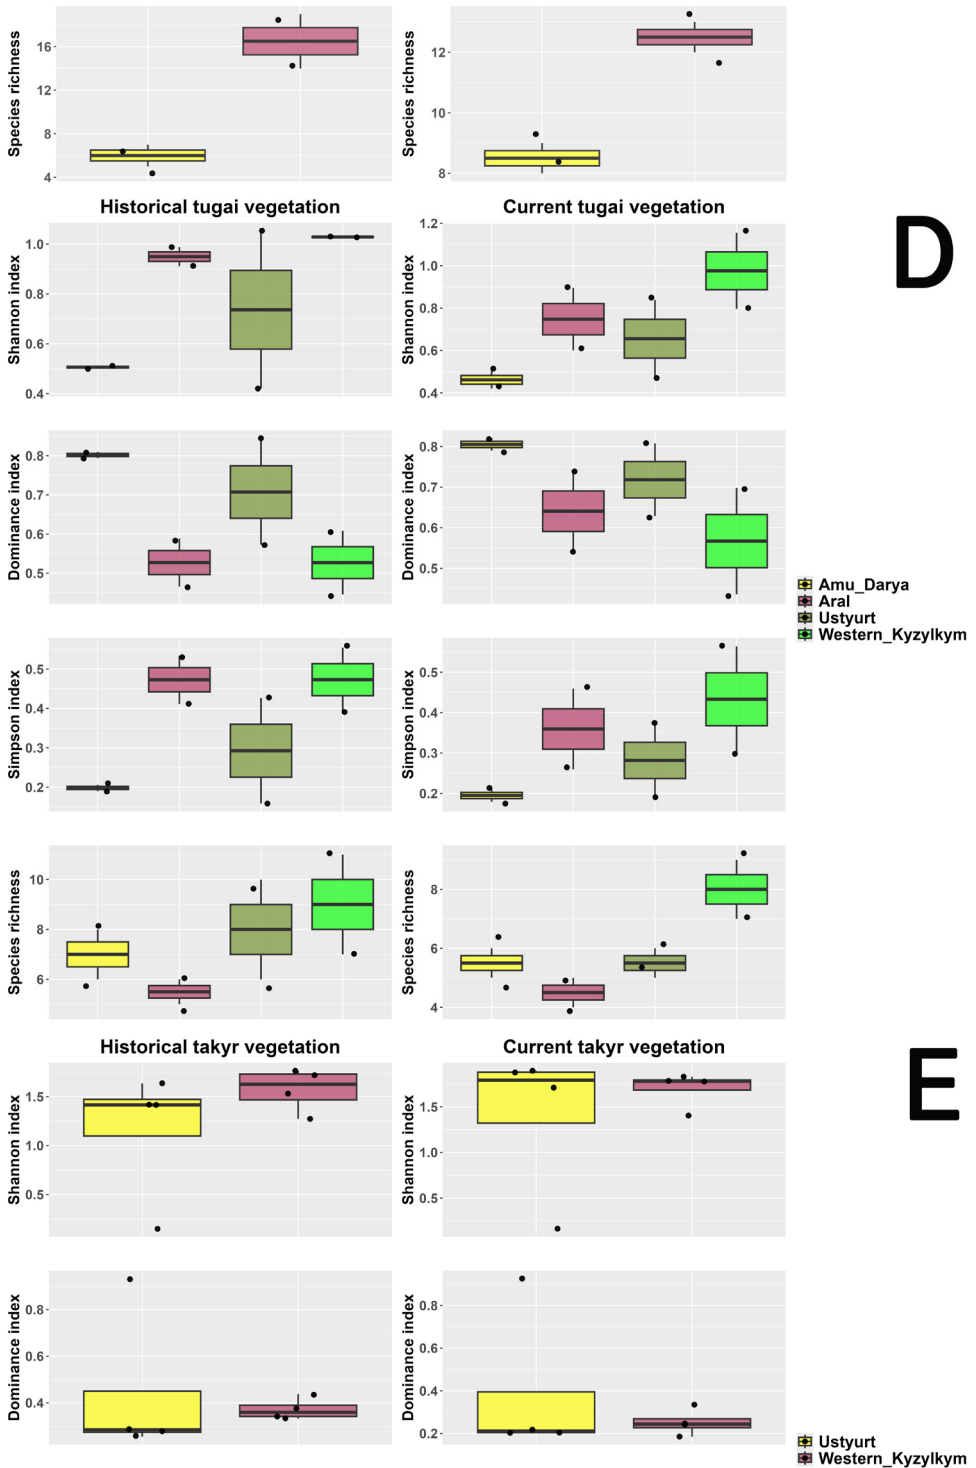 Species richness
16
12
8
4
Species richness
12
10
8
Historical tugai vegetation
Current tugai vegetation
D
Shannon index
1.0
0.8
0.6
0.4
Shannon index
1.2
1.0
0.8
0.6
0.4
Dominance index
0.8
0.7
0.6
0.5
Dominance index
0.8
0.7
0.6
0.5
Amu_Darya
Aral
Ustyurt
Western_Kyzylkym
Simpson index
0.5
0.4
0.3
0.2
Simpson index
0.5
0.4
0.3
0.2
Species richness
10
8
6
Species richness
8
6
4
Historical takyr vegetation
Current takyr vegetation
E
Shannon index
1.5
1.0
0.5
Shannon index
1.5
1.0
0.5
Dominance index
0.8
0.6
0.4
Dominance index
0.8
0.6
0.4
0.2
Ustyurt
Western_Kyzylkym